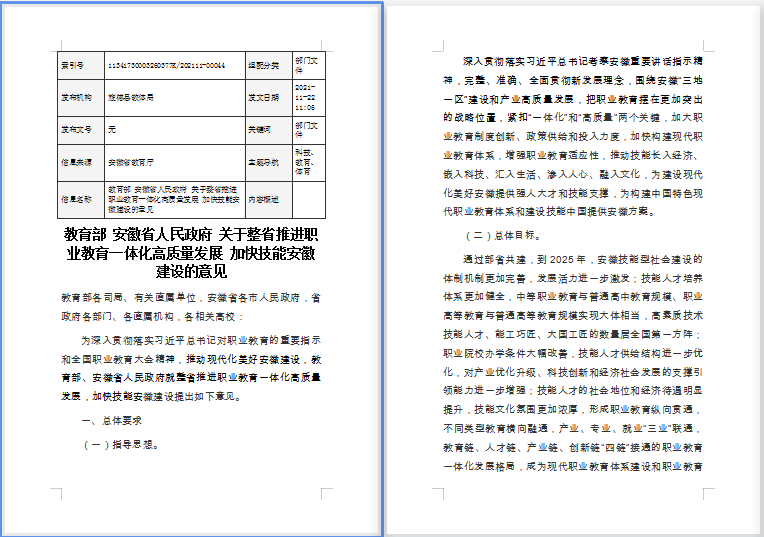 索引号 11341730003260377K/202111-00044 组配分类 部门文件
发布机构 旌德县教体局 发文日期 2021-11-22 11:06
发布文号 无 关键词 部门文件
信息来源 安徽省教育厅 主题导航 科技、教育、体育
信息名称 教育部 安徽省人民政府 关于整省推进职业教育一体化高质量发展 加快技能安徽建设的意见 内容概述
教育部 安徽省人民政府 关于整省推进职
业教育一体化高质量发展 加快技能安徽
建设的意见
教育部各司局、有关直属单位，安徽省各市人民政府，省
政府各部门、各直属机构，各相关高校：
为深入贯彻落实习近平总书记对职业教育的重要指示
和全国职业教育大会精神，推动现代化美好安徽建设，教
育部、安徽省人民政府就整省推进职业教育一体化高质量
发展，加快技能安徽建设提出如下意见。
一、总体要求
（一）指导思想。
深入贯彻落实习近平总书记考察安徽重要讲话指示精
神，完整、准确、全面贯彻新发展理念，围绕安徽“三地
一区”建设和产业高质量发展，把职业教育摆在更加突出
的战略位置，紧扣“一体化”和“高质量”两个关键，加大职
业教育制度创新、政策供给和投入力度，加快构建现代职
业教育体系，增强职业教育适应性，推动技能长入经济、
嵌入科技、汇入生活、渗入人心、融入文化，为建设现代
化美好安徽提供强人大才和技能支撑，为构建中国特色现
代职业教育体系和建设技能中国提供安徽方案。
（二）总体目标。
通过部省共建，到 2025 年，安徽技能型社会建设的
体制机制更加完善，发展活力进一步激发；技能人才培养
体系更加健全，中等职业教育与普通高中教育规模、职业
高等教育与普通高等教育规模实现大体相当，高素质技术
技能人才、能工巧匠、大国工匠的数量居全国第一方阵；
职业院校办学条件大幅改善，技能人才供给结构进一步优
化，对产业优化升级、科技创新和经济社会发展的支撑引
领能力进一步增强；技能人才的社会地位和经济待遇明显
提升，技能文化氛围更加浓厚，形成职业教育纵向贯通，
不同类型教育横向融通，产业、专业、就业“三业”联通，
教育链、人才链、产业链、创新链“四链”接通的职业教育
一体化发展格局，成为现代职业教育体系建设和职业教育